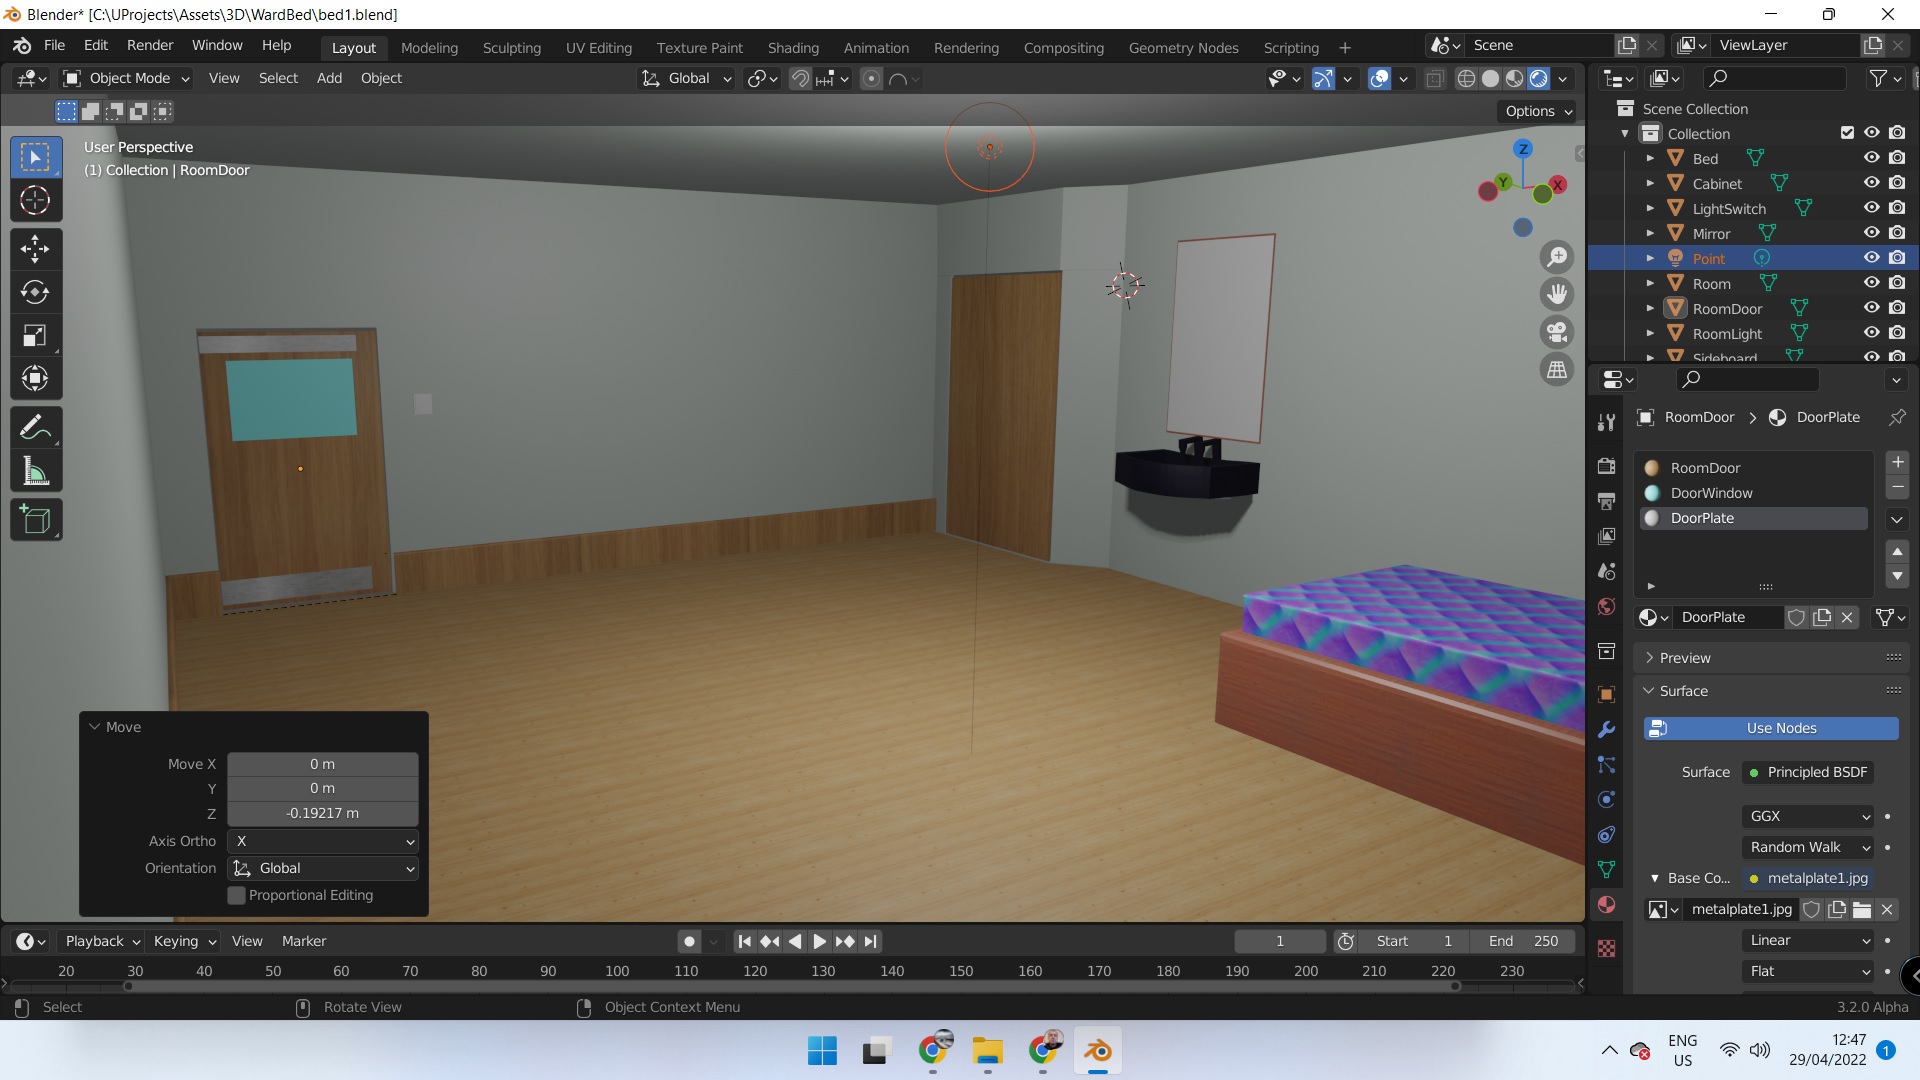 Blender* [C:\UProjects\Assets\3D\WardBed\bed1.blend]
File Edit Render Window Help Layout Modeling Sculpting UV Editing Texture Paint Shading Animation Rendering Compositing Geometry Nodes Scripting + Scene ViewLayer
Object Mode View Select Add Object Global
Options
User Perspective
(1) Collection | RoomDoor
Z
Y
X
Scene Collection
Collection
Bed
Cabinet
LightSwitch
Mirror
Point
Room
RoomDoor
RoomLight
Sideboard
RoomDoor > DoorPlate
RoomDoor
DoorWindow
DoorPlate
DoorPlate
Preview
Surface
Use Nodes
Surface Principled BSDF
GGX
Random Walk
Base Co... metalplate1.jpg
metalplate1.jpg
Linear
Flat
Move
Move X 0 m
Y 0 m
Z -0.19217 m
Axis Ortho X
Orientation Global
Proportional Editing
Playback Keying View Marker 1 Start 1 End 250
20 30 40 50 60 70 80 90 100 110 120 130 140 150 160 170 180 190 200 210 220 230
Select Rotate View Object Context Menu 3.2.0 Alpha
ENG
US
12:47
29/04/2022
1